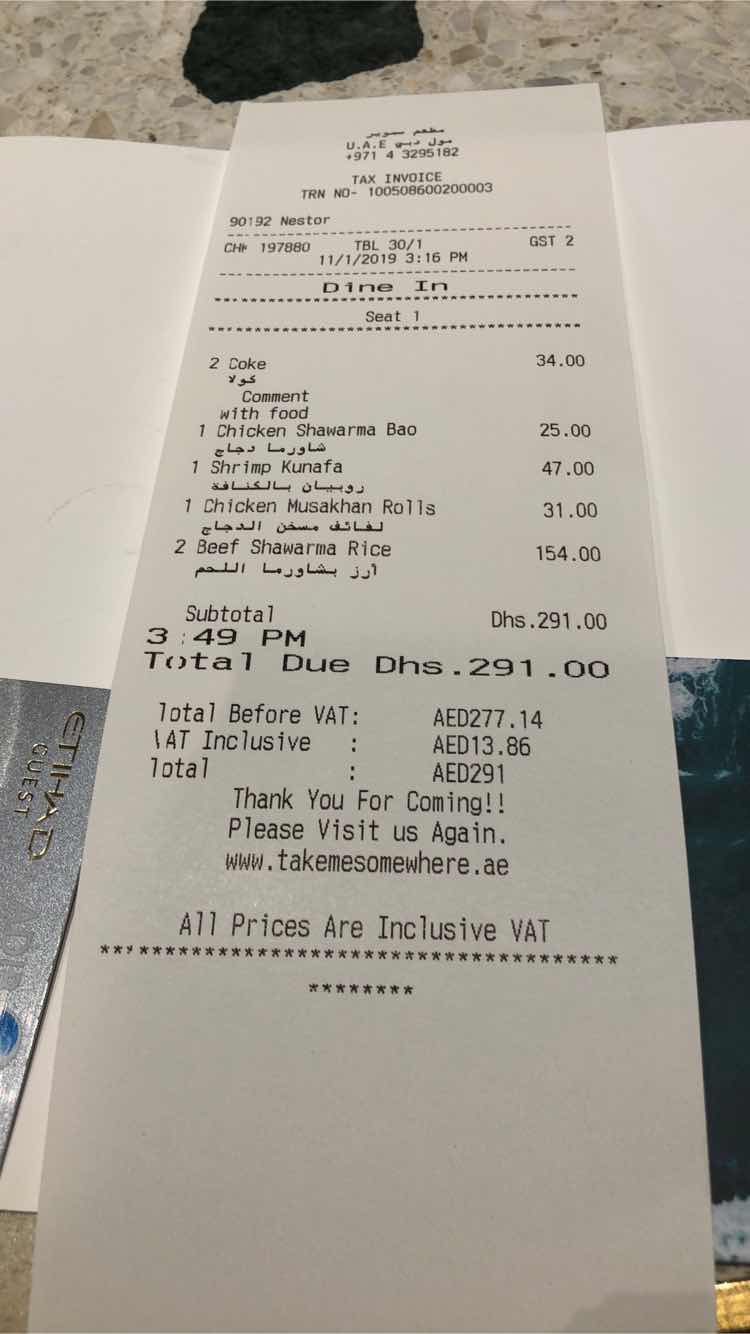 مطعم سموير
مول دبي U.A.E
+971 4 3295182
TAX INVOICE
TRN NO- 100508600200003
90192 Nestor
CHK 197880 TBL 30/1 GST 2
11/1/2019 3:16 PM
Dine In
Seat 1
2 Coke 34.00
كولا
Comment
with food
1 Chicken Shawarma Bao 25.00
شاورما دجاج
1 Shrimp Kunafa 47.00
روبيان بالكنافة
1 Chicken Musakhan Rolls 31.00
لفائف مسخن الدجاج
2 Beef Shawarma Rice 154.00
أرز بشاورما اللحم
Subtotal Dhs.291.00
3:49 PM
Total Due Dhs.291.00
Total Before VAT: AED277.14
VAT Inclusive : AED13.86
Total : AED291
Thank You For Coming!!
Please Visit us Again.
www.takemesomewhere.ae
All Prices Are Inclusive VAT
ETIHAD
GUEST